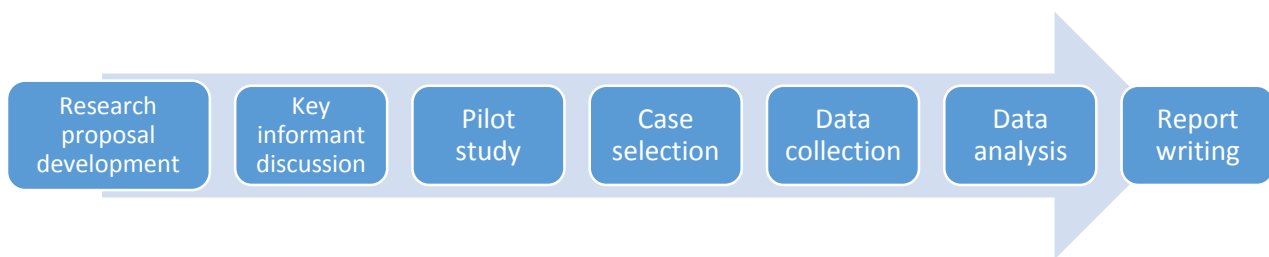 Research
proposal
development
Key
informant
discussion
Pilot
study
Case
selection
Data
collection
Data
analysis
Report
writing